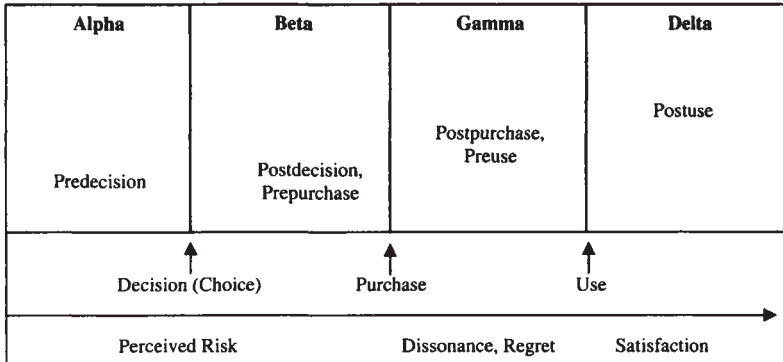 Alpha
Beta
Gamma
Delta
Predecision
Postdecision,
Prepurchase
Postpurchase,
Preuse
Postuse
Decision (Choice)
Purchase
Use
Perceived Risk
Dissonance, Regret
Satisfaction